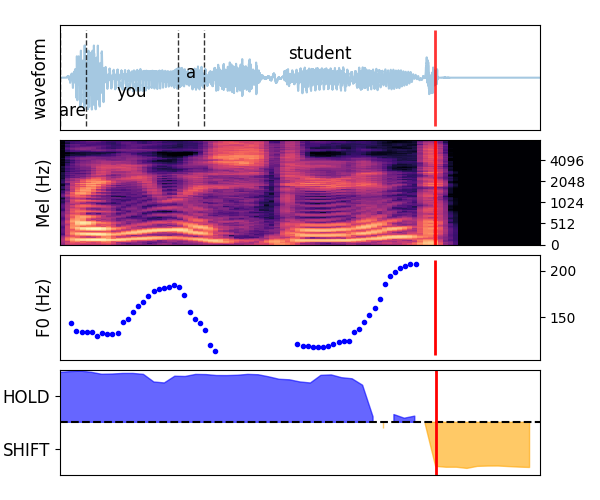 waveform
are
you
a
student
Mel (Hz)
4096
2048
1024
512
0
F0 (Hz)
200
150
HOLD
SHIFT